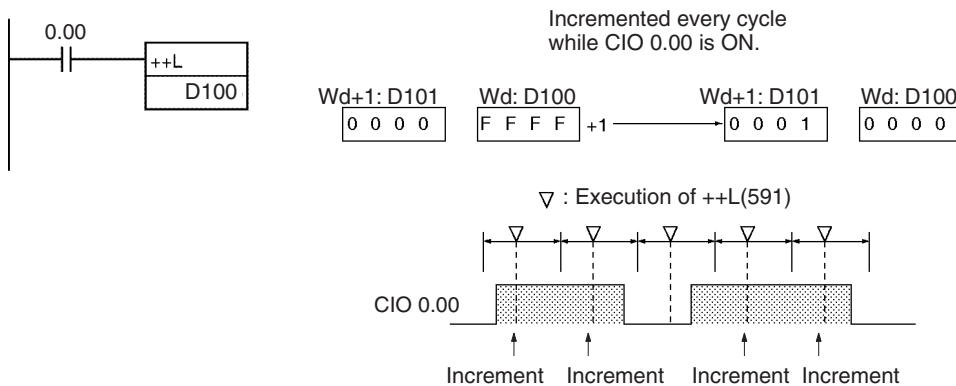 0.00
++L
D100
Incremented every cycle
while CIO 0.00 is ON.
Wd+1: D101 Wd: D100 Wd+1: D101 Wd: D100
0 0 0 0 F F F F +1 0 0 0 1 0 0 0 0
▽ : Execution of ++L(591)
CIO 0.00
Increment Increment Increment Increment